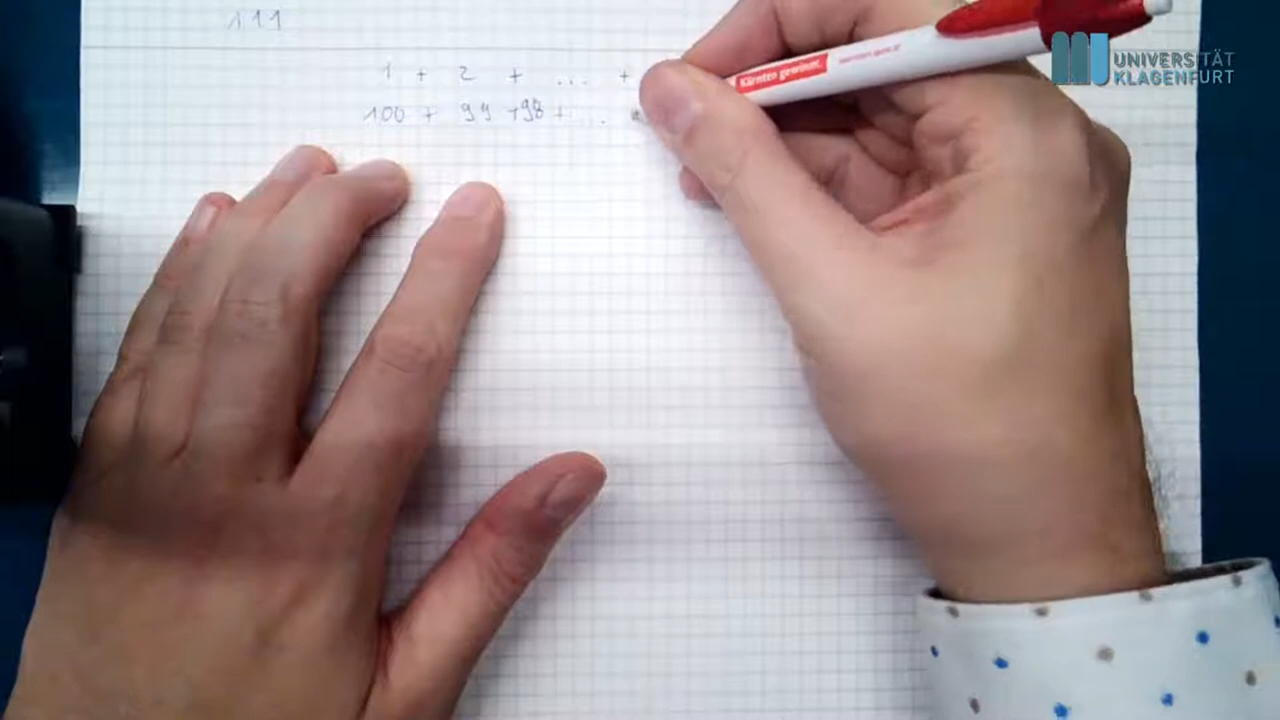 111
1 + 2 + ... +
100 + 99 +98 + ...
Kärnten gewinnt.
UNIVERSITÄT
KLAGENFURT